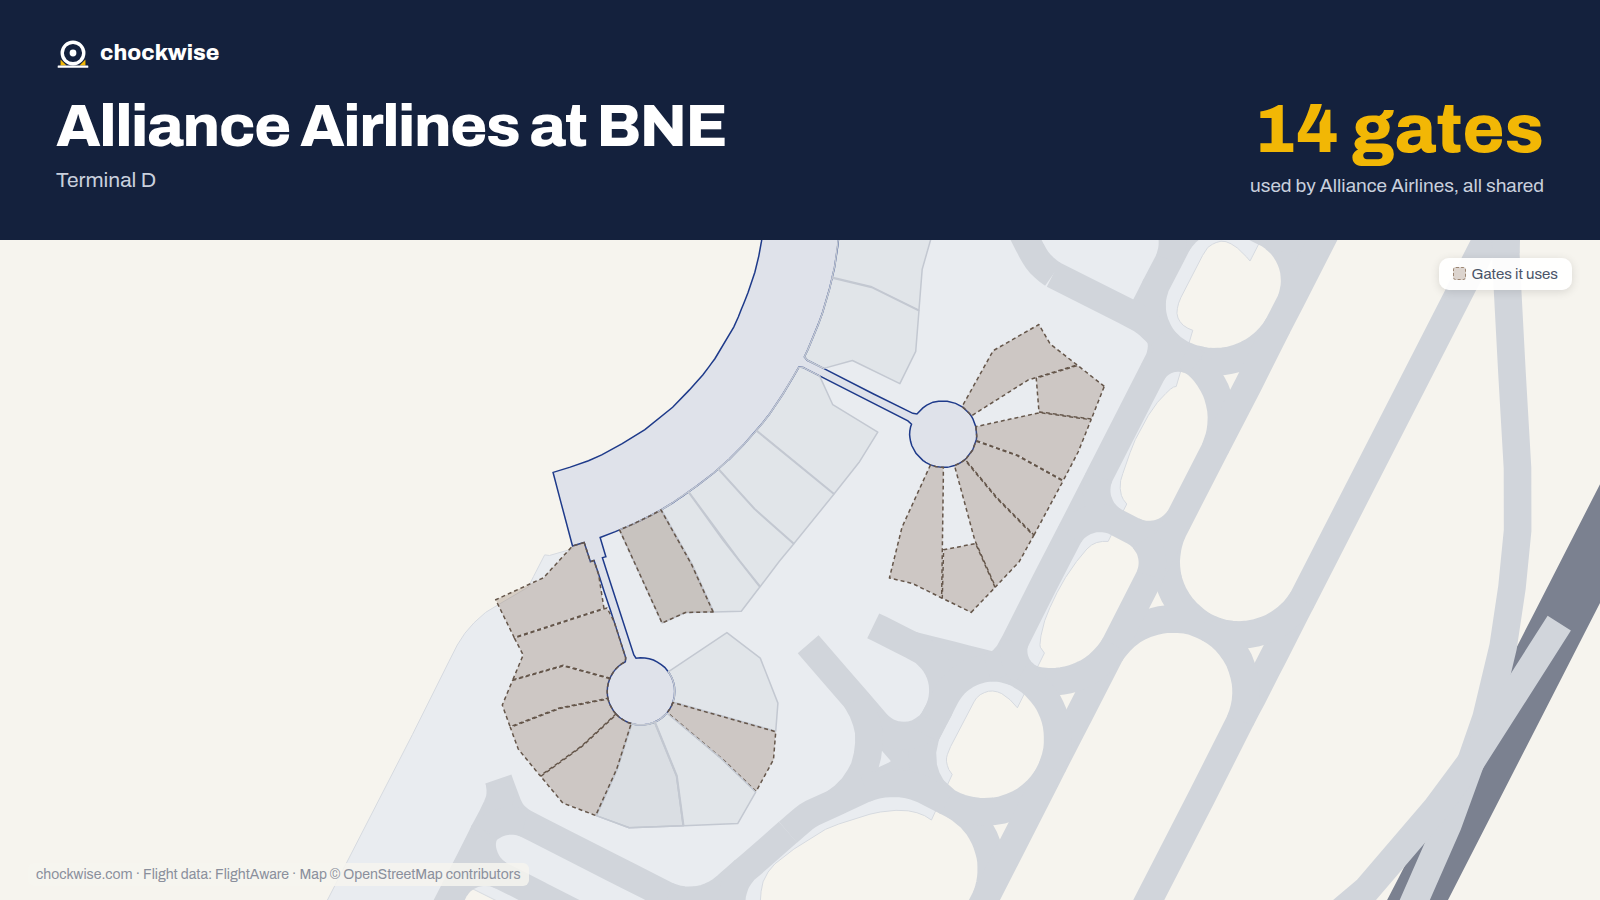 chockwise
Alliance Airlines at BNE
Terminal D
14 gates
used by Alliance Airlines, all shared
Gates it uses
chockwise.com · Flight data: FlightAware · Map © OpenStreetMap contributors